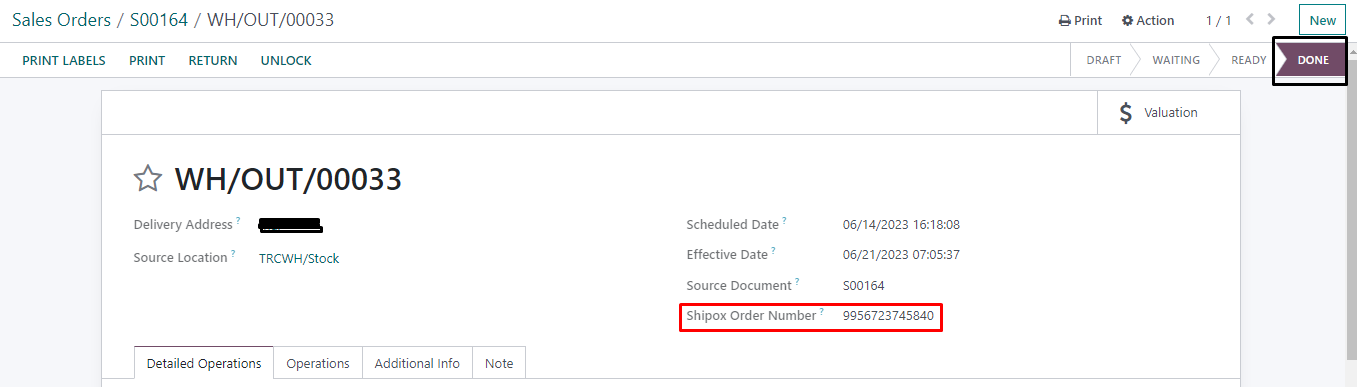 Sales Orders / S00164 / WH/OUT/00033
Print Action 1 / 1 New
PRINT LABELS PRINT RETURN UNLOCK DRAFT WAITING READY DONE
$ Valuation
WH/OUT/00033
Delivery Address ?
Source Location ? TRCWH/Stock
Scheduled Date ? 06/14/2023 16:18:08
Effective Date ? 06/21/2023 07:05:37
Source Document ? S00164
Shipox Order Number ? 9956723745840
Detailed Operations Operations Additional Info Note